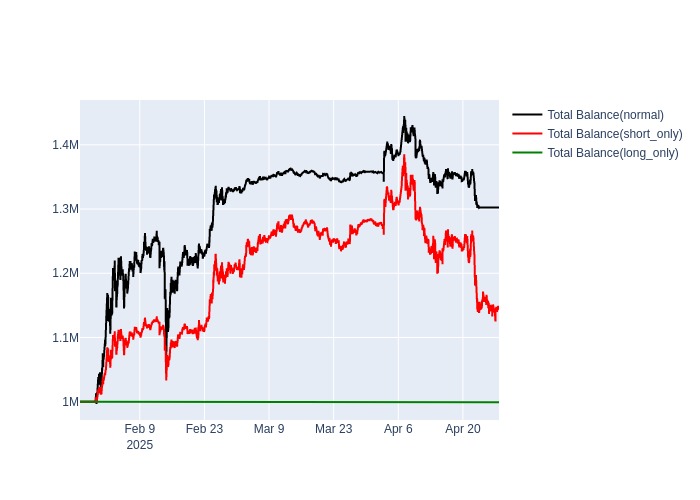 Total Balance(normal)
Total Balance(short_only)
Total Balance(long_only)
1.4M
1.3M
1.2M
1.1M
1M
Feb 9
2025
Feb 23
Mar 9
Mar 23
Apr 6
Apr 20